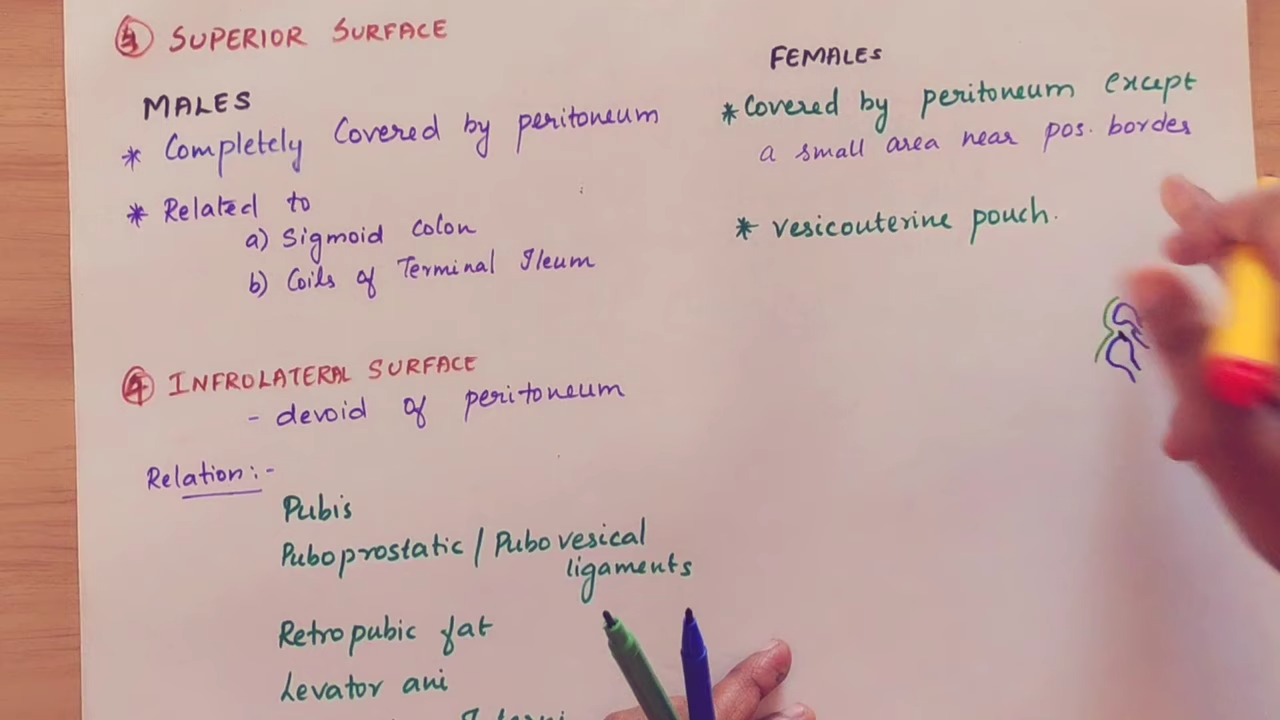 3 SUPERIOR SURFACE
MALES
* Completely Covered by peritoneum
* Related to
a) Sigmoid colon
b) Coils of Terminal Ileum
FEMALES
* Covered by peritoneum except
a small area near pos. border
* vesicouterine pouch.
4 INFROLATERAL SURFACE
- devoid of peritoneum
Relation:-
Pubis
Puboprostatic / Pubovesical
ligaments
Retropubic fat
Levator ani